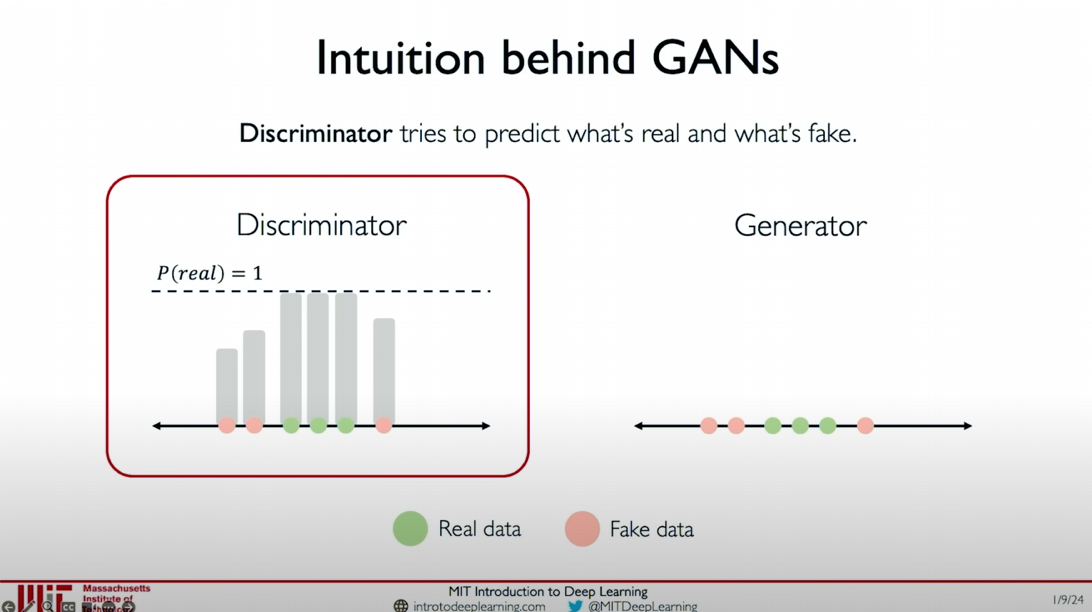 Intuition behind GANs
Discriminator tries to predict what's real and what's fake.
Discriminator
P(real) = 1
Generator
Real data
Fake data
Massachusetts
Institute of
MIT Introduction to Deep Learning
introtodeeplearning.com @MITDeepLearning
1/9/24